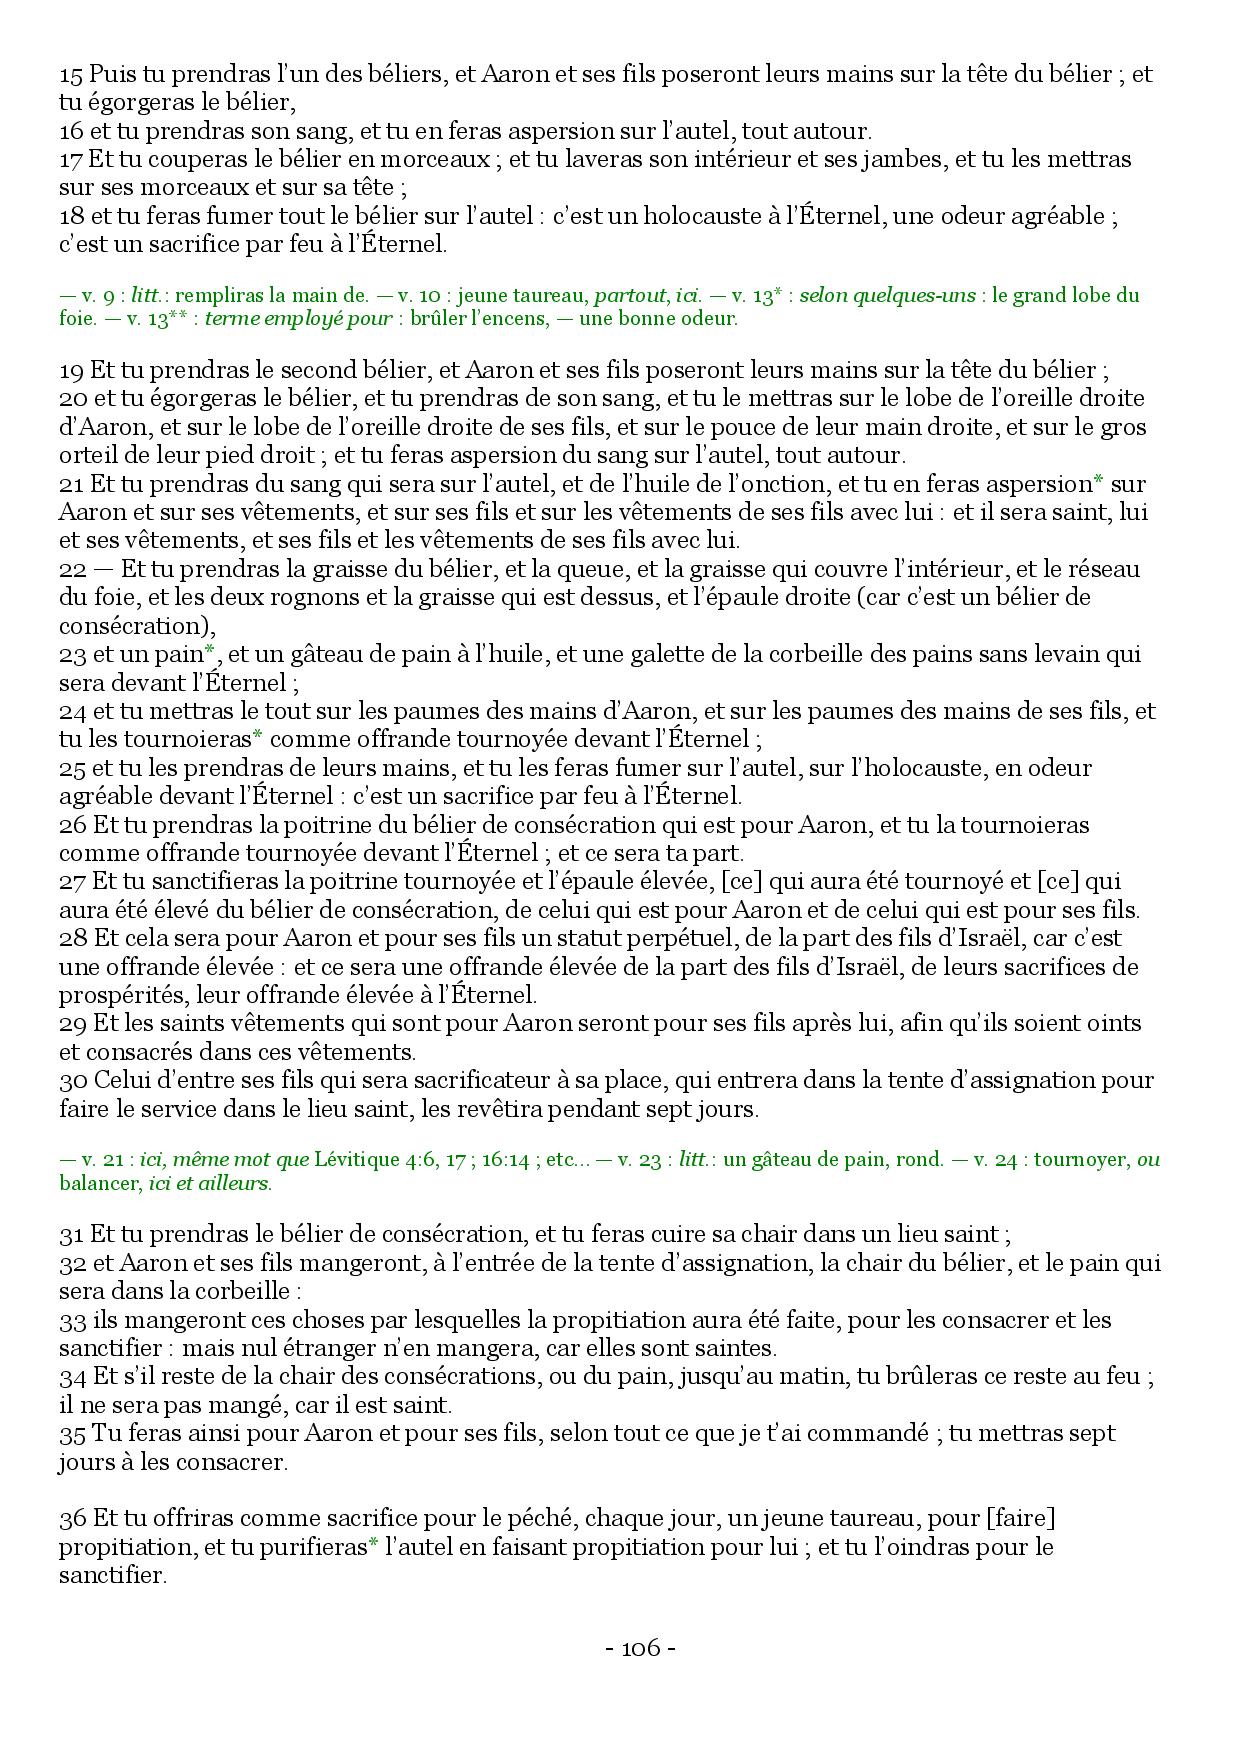 15 Puis tu prendras l’un des béliers, et Aaron et ses fils poseront leurs mains sur la tête du bélier ; et
tu égorgeras le bélier,
16 et tu prendras son sang, et tu en feras aspersion sur l’autel, tout autour.
17 Et tu couperas le bélier en morceaux ; et tu laveras son intérieur et ses jambes, et tu les mettras
sur ses morceaux et sur sa tête ;
18 et tu feras fumer tout le bélier sur l’autel : c’est un holocauste à l’Éternel, une odeur agréable ;
c’est un sacrifice par feu à l’Éternel.
— v. 9 : litt.: rempliras la main de. — v. 10 : jeune taureau, partout, ici. — v. 13* : selon quelques-uns : le grand lobe du
foie. — v. 13** : terme employé pour : brûler l’encens, — une bonne odeur.
19 Et tu prendras le second bélier, et Aaron et ses fils poseront leurs mains sur la tête du bélier ;
20 et tu égorgeras le bélier, et tu prendras de son sang, et tu le mettras sur le lobe de l’oreille droite
d’Aaron, et sur le lobe de l’oreille droite de ses fils, et sur le pouce de leur main droite, et sur le gros
orteil de leur pied droit ; et tu feras aspersion du sang sur l’autel, tout autour.
21 Et tu prendras du sang qui sera sur l’autel, et de l’huile de l’onction, et tu en feras aspersion* sur
Aaron et sur ses vêtements, et sur ses fils et sur les vêtements de ses fils avec lui : et il sera saint, lui
et ses vêtements, et ses fils et les vêtements de ses fils avec lui.
22 — Et tu prendras la graisse du bélier, et la queue, et la graisse qui couvre l’intérieur, et le réseau
du foie, et les deux rognons et la graisse qui est dessus, et l’épaule droite (car c’est un bélier de
consécration),
23 et un pain*, et un gâteau de pain à l’huile, et une galette de la corbeille des pains sans levain qui
sera devant l’Éternel ;
24 et tu mettras le tout sur les paumes des mains d’Aaron, et sur les paumes des mains de ses fils, et
tu les tournoieras* comme offrande tournoyée devant l’Éternel ;
25 et tu les prendras de leurs mains, et tu les feras fumer sur l’autel, sur l’holocauste, en odeur
agréable devant l’Éternel : c’est un sacrifice par feu à l’Éternel.
26 Et tu prendras la poitrine du bélier de consécration qui est pour Aaron, et tu la tournoieras
comme offrande tournoyée devant l’Éternel ; et ce sera ta part.
27 Et tu sanctifieras la poitrine tournoyée et l’épaule élevée, [ce] qui aura été tournoyé et [ce] qui
aura été élevé du bélier de consécration, de celui qui est pour Aaron et de celui qui est pour ses fils.
28 Et cela sera pour Aaron et pour ses fils un statut perpétuel, de la part des fils d’Israël, car c’est
une offrande élevée : et ce sera une offrande élevée de la part des fils d’Israël, de leurs sacrifices de
prospérités, leur offrande élevée à l’Éternel.
29 Et les saints vêtements qui sont pour Aaron seront pour ses fils après lui, afin qu’ils soient oints
et consacrés dans ces vêtements.
30 Celui d’entre ses fils qui sera sacrificateur à sa place, qui entrera dans la tente d’assignation pour
faire le service dans le lieu saint, les revêtira pendant sept jours.
— v. 21 : ici, même mot que Lévitique 4:6, 17 ; 16:14 ; etc... — v. 23 : litt.: un gâteau de pain, rond. — v. 24 : tournoyer, ou
balancer, ici et ailleurs.
31 Et tu prendras le bélier de consécration, et tu feras cuire sa chair dans un lieu saint ;
32 et Aaron et ses fils mangeront, à l’entrée de la tente d’assignation, la chair du bélier, et le pain qui
sera dans la corbeille :
33 ils mangeront ces choses par lesquelles la propitiation aura été faite, pour les consacrer et les
sanctifier : mais nul étranger n’en mangera, car elles sont saintes.
34 Et s’il reste de la chair des consécrations, ou du pain, jusqu’au matin, tu brûleras ce reste au feu ;
il ne sera pas mangé, car il est saint.
35 Tu feras ainsi pour Aaron et pour ses fils, selon tout ce que je t’ai commandé ; tu mettras sept
jours à les consacrer.
36 Et tu offriras comme sacrifice pour le péché, chaque jour, un jeune taureau, pour [faire]
propitiation, et tu purifieras* l’autel en faisant propitiation pour lui ; et tu l’oindras pour le
sanctifier.
- 106 -